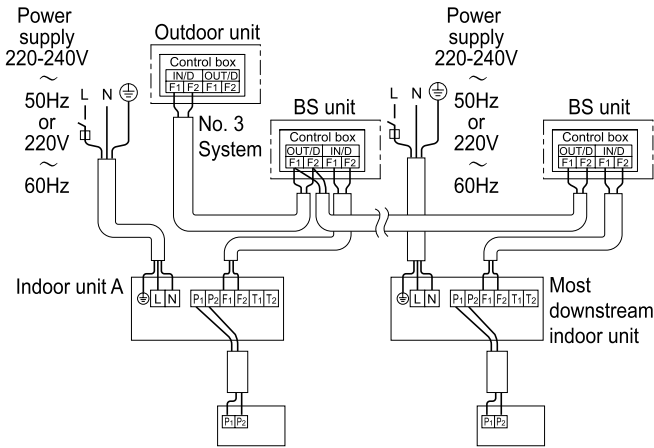 Power
supply
220-240V
~
50Hz
or
220V
~
60Hz
L N
Outdoor unit
Control box
IN/D OUT/D
F1 F2 F1 F2
No. 3
System
BS unit
Control box
OUT/D IN/D
F1 F2 F1 F2
Power
supply
220-240V
~
50Hz
or
220V
~
60Hz
L N
BS unit
Control box
OUT/D IN/D
F1 F2 F1 F2
Indoor unit A
L N
P1 P2 F1 F2 T1 T2
P1 P2
L N
P1 P2 F1 F2 T1 T2
Most
downstream
indoor unit
P1 P2